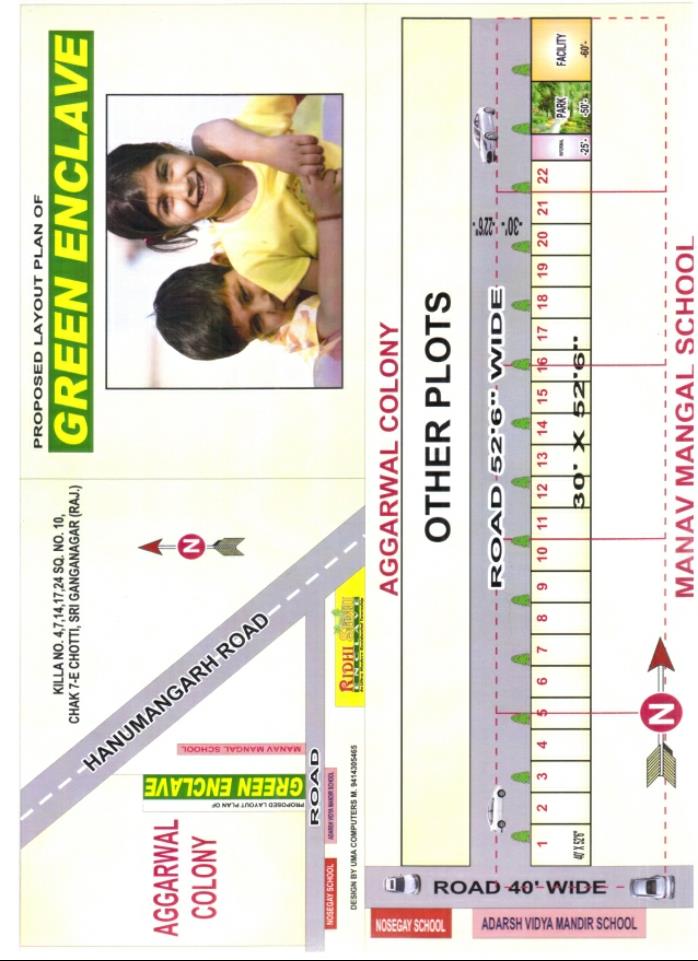 PROPOSED LAYOUT PLAN OF
GREEN ENCLAVE
KILLA NO. 4,7,14,17,24 SQ. NO. 10,
CHAK 7-E CHOTTI, SRI GANGANAGAR (RAJ.)
N
HANUMANGARH ROAD
RIDHI SIDHI
ENCLAVE
MANAV MANGAL SCHOOL
PROPOSED LAYOUT PLAN OF
GREEN ENCLAVE
ROAD
AGGARWAL
COLONY
ADARSH VIDYA MANDIR SCHOOL
NOSEGAY SCHOOL
DESIGN BY UMA COMPUTERS M. 9414305465
AGGARWAL COLONY
OTHER PLOTS
ROAD 52'6" WIDE
-22'6"-
-30'-
1 2 3 4 5 6 7 8 9 10 11 12 13 14 15 16 17 18 19 20 21 22
40' X 52'6"
30' X 52'6"
-25'-
PARK
-50'-
FACILITY
-60'-
MANAV MANGAL SCHOOL
N
ROAD 40' WIDE
NOSEGAY SCHOOL
ADARSH VIDYA MANDIR SCHOOL